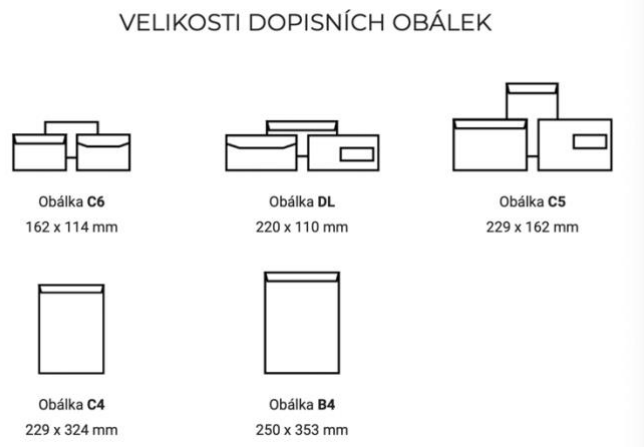 VELIKOSTI DOPISNÍCH OBÁLEK
Obálka C6
162 x 114 mm
Obálka DL
220 x 110 mm
Obálka C5
229 x 162 mm
Obálka C4
229 x 324 mm
Obálka B4
250 x 353 mm